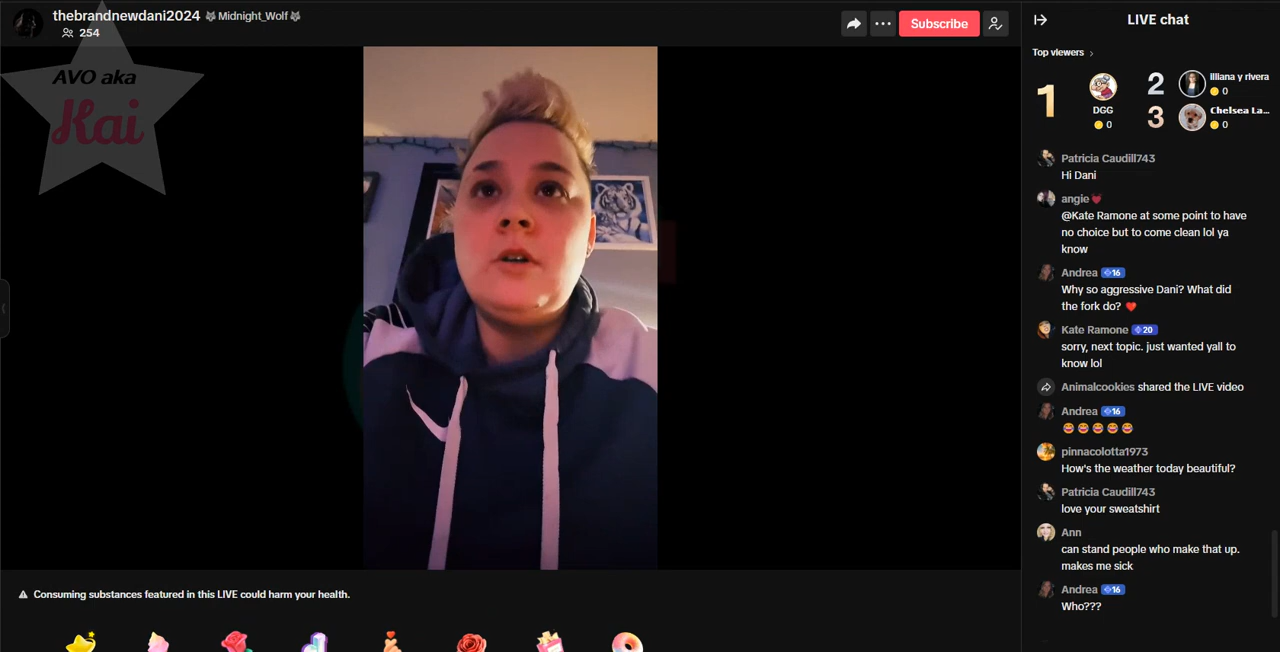 thebrandnewdani2024 🐺Midnight_Wolf🐺
254
AVO aka
Kai
Subscribe
LIVE chat
Top viewers
1
DGG
0
2
illiana y rivera
0
3
Chelsea La...
0
Patricia Caudill743
Hi Dani
angie💗
@Kate Ramone at some point to have
no choice but to come clean lol ya
know
Andrea 16
Why so aggressive Dani? What did
the fork do? ❤️
Kate Ramone 20
sorry, next topic. just wanted yall to
know lol
Animalcookies shared the LIVE video
Andrea 16
pinnacolotta1973
How's the weather today beautiful?
Patricia Caudill743
love your sweatshirt
Ann
can stand people who make that up.
makes me sick
Andrea 16
Who???
Consuming substances featured in this LIVE could harm your health.